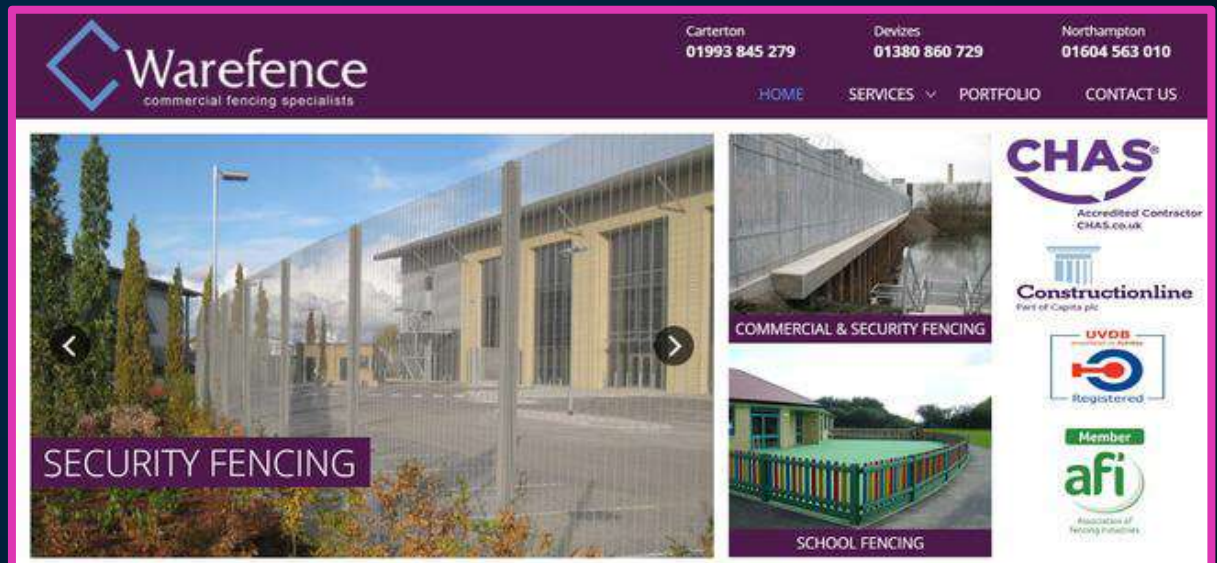 Warefence
commercial fencing specialists
Carterton
01993 845 279
Devizes
01380 860 729
Northampton
01604 563 010
HOME
SERVICES
PORTFOLIO
CONTACT US
SECURITY FENCING
COMMERCIAL & SECURITY FENCING
SCHOOL FENCING
CHAS®
Accredited Contractor
CHAS.co.uk
Constructionline
Part of Capita plc
UVDB
Registered
Member
afi
Association of
Fencing Industries